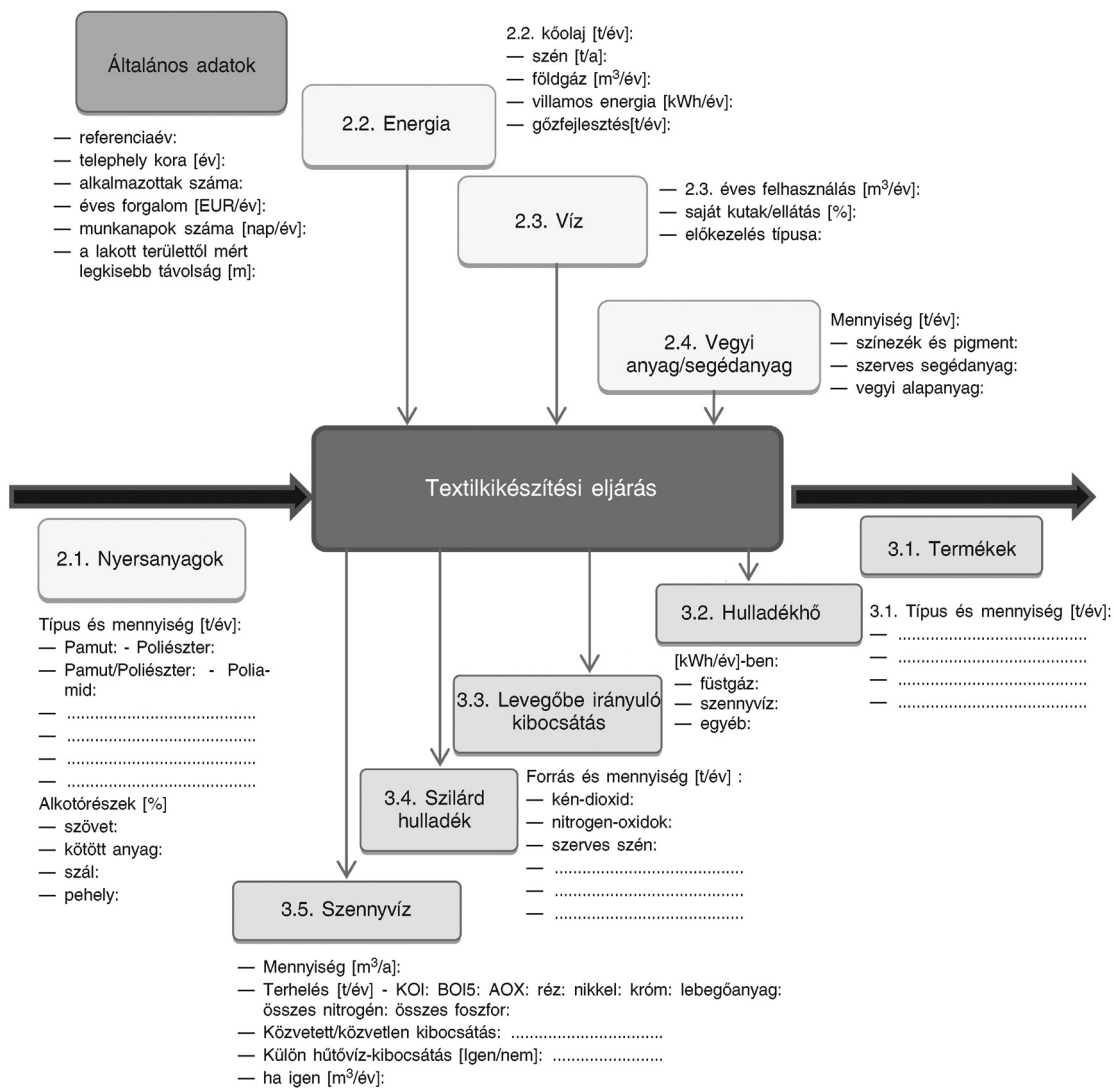 Általános adatok
— referenciaév:
— telephely kora [év]:
— alkalmazottak száma:
— éves forgalom [EUR/év]:
— munkanapok száma [nap/év]:
— a lakott területtől mért
legkisebb távolság [m]:
2.2. Energia
2.2. kőolaj [t/év]:
— szén [t/a]:
— földgáz [m³/év]:
— villamos energia [kWh/év]:
— gőzfejlesztés[t/év]:
2.3. Víz
— 2.3. éves felhasználás [m³/év]:
— saját kutak/ellátás [%]:
— előkezelés típusa:
2.4. Vegyi
anyag/segédanyag
Mennyiség [t/év]:
— színezék és pigment:
— szerves segédanyag:
— vegyi alapanyag:
Textilkikészítési eljárás
2.1. Nyersanyagok
Típus és mennyiség [t/év]:
— Pamut: - Poliészter:
— Pamut/Poliészter: - Polia-
mid:
— ........................................
— ........................................
— ........................................
— ........................................
Alkotórészek [%]
— szövet:
— kötött anyag:
— szál:
— pehely:
3.1. Termékek
3.1. Típus és mennyiség [t/év]:
— ........................................
— ........................................
— ........................................
— ........................................
3.2. Hulladékhő
[kWh/év]-ben:
— füstgáz:
— szennyvíz:
— egyéb:
3.3. Levegőbe irányuló
kibocsátás
Forrás és mennyiség [t/év] :
— kén-dioxid:
— nitrogen-oxidok:
— szerves szén:
— ........................................
— ........................................
— ........................................
3.4. Szilárd
hulladék
3.5. Szennyvíz
— Mennyiség [m³/a]:
— Terhelés [t/év] - KOI: BOI5: AOX: réz: nikkel: króm: lebegőanyag:
összes nitrogén: összes foszfor:
— Közvetett/közvetlen kibocsátás: ................................
— Külön hűtővíz-kibocsátás [Igen/nem]: .......................
— ha igen [m³/év]: